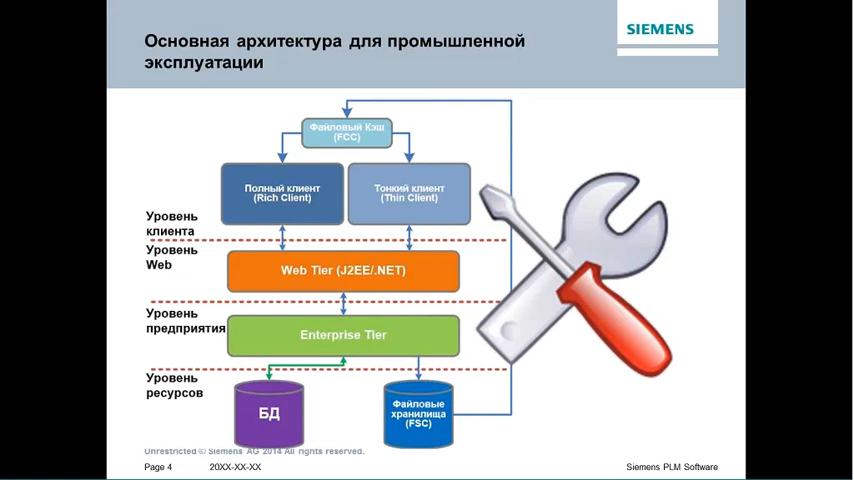 Основная архитектура для промышленной
эксплуатации
SIEMENS
Файловый Кэш
(FCC)
Полный клиент
(Rich Client)
Тонкий клиент
(Thin Client)
Уровень
клиента
Уровень
Web
Web Tier (J2EE/.NET)
Уровень
предприятия
Enterprise Tier
Уровень
ресурсов
БД
Файловые
хранилища
(FSC)
Unrestricted © Siemens AG 2014 All rights reserved.
Page 4
20XX-XX-XX
Siemens PLM Software